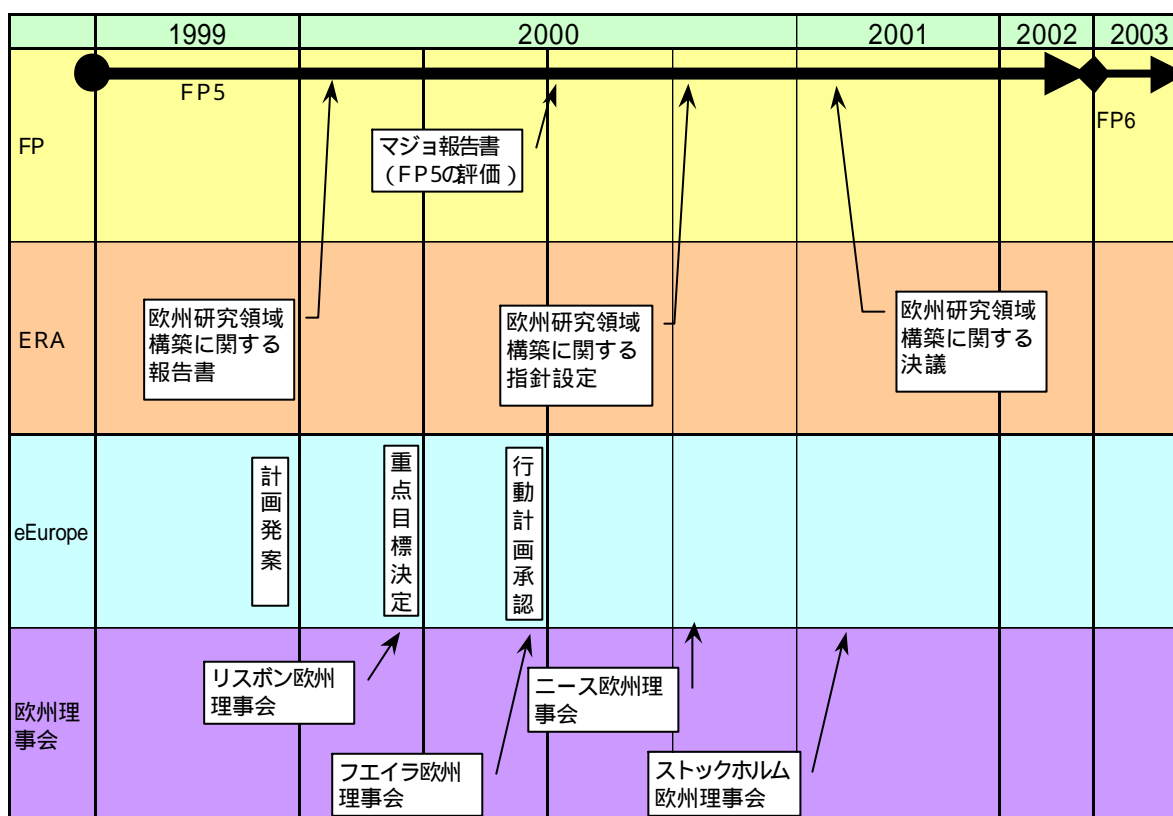 1999 2000 2001 2002 2003
FP
FP5
FP6
マジョ報告書
(FP5の評価)
ERA
欧州研究領域
構築に関する
報告書
欧州研究領域
構築に関する
指針設定
欧州研究領域
構築に関する
決議
eEurope
計画発案
重点目標決定
行動計画承認
欧州理
事会
リスボン欧州
理事会
フエイラ欧州
理事会
ニース欧州理
事会
ストックホルム
欧州理事会